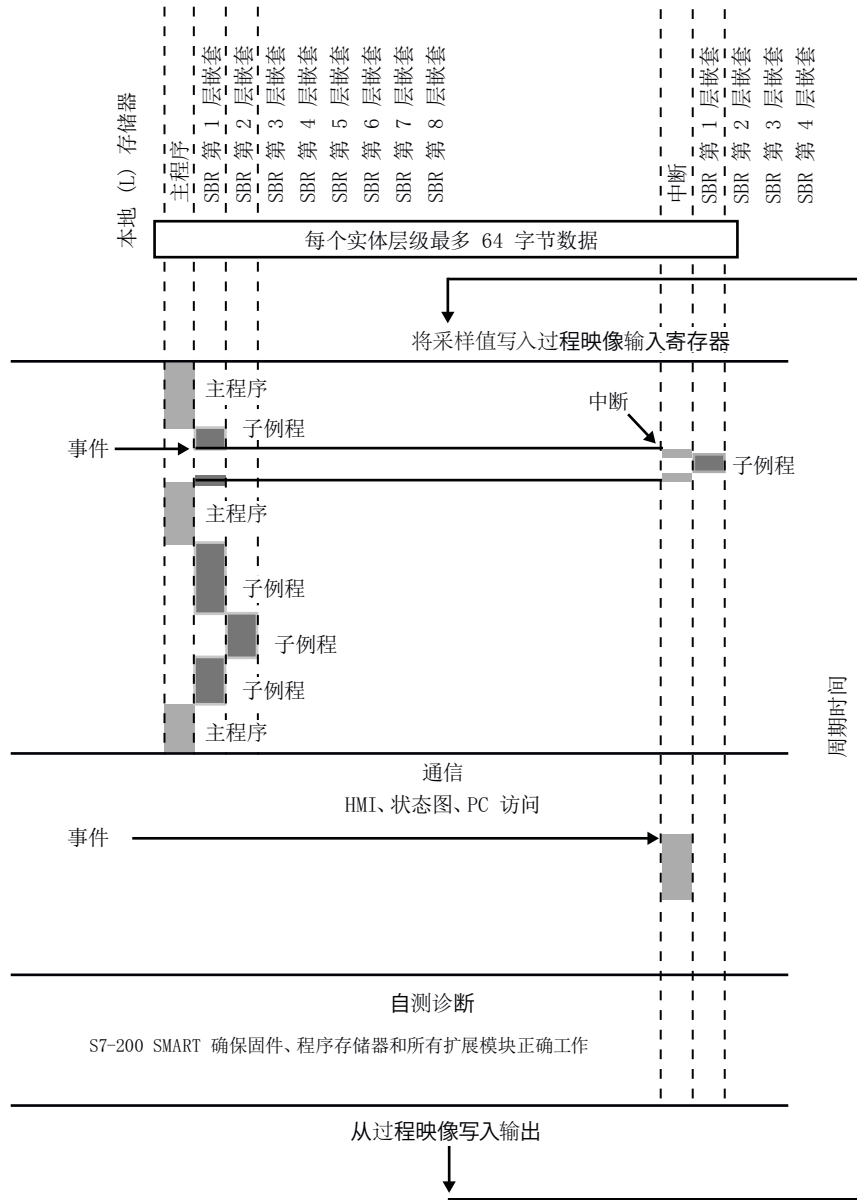 本地 (L) 存储器
主程序
SBR 第 1 层嵌套
SBR 第 2 层嵌套
SBR 第 3 层嵌套
SBR 第 4 层嵌套
SBR 第 5 层嵌套
SBR 第 6 层嵌套
SBR 第 7 层嵌套
SBR 第 8 层嵌套
中断
SBR 第 1 层嵌套
SBR 第 2 层嵌套
SBR 第 3 层嵌套
SBR 第 4 层嵌套
每个实体层级最多 64 字节数据
将采样值写入过程映像输入寄存器
主程序
中断
子例程
事件
子例程
主程序
子例程
子例程
子例程
主程序
周期时间
通信
HMI、状态图、PC 访问
事件
自测诊断
S7-200 SMART 确保固件、程序存储器和所有扩展模块正确工作
从过程映像写入输出